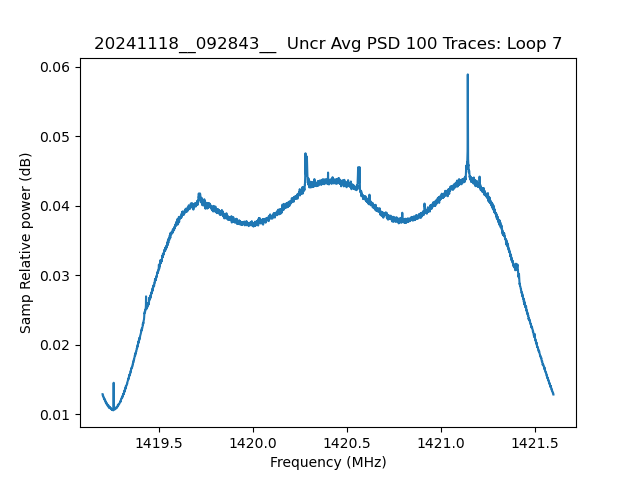 20241118__092843__  Uncr Avg PSD 100 Traces: Loop 7
0.06
0.05
0.04
0.03
0.02
0.01
Samp Relative power (dB)
1419.5 1420.0 1420.5 1421.0 1421.5
Frequency (MHz)